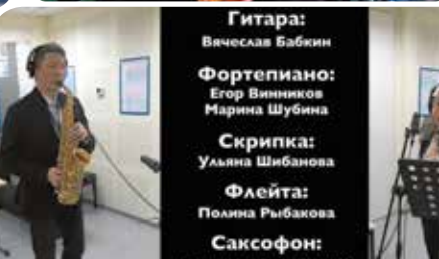 Гитара:
Вячеслав Бабкин
Фортепиано:
Егор Винников
Марина Шубина
Скрипка:
Ульяна Шибанова
Флейта:
Полина Рыбакова
Саксофон: